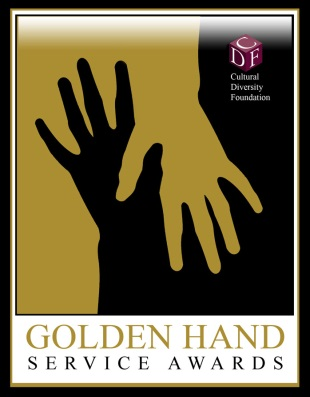 CDF
Cultural
Diversity
Foundation
GOLDEN HAND
SERVICE AWARDS